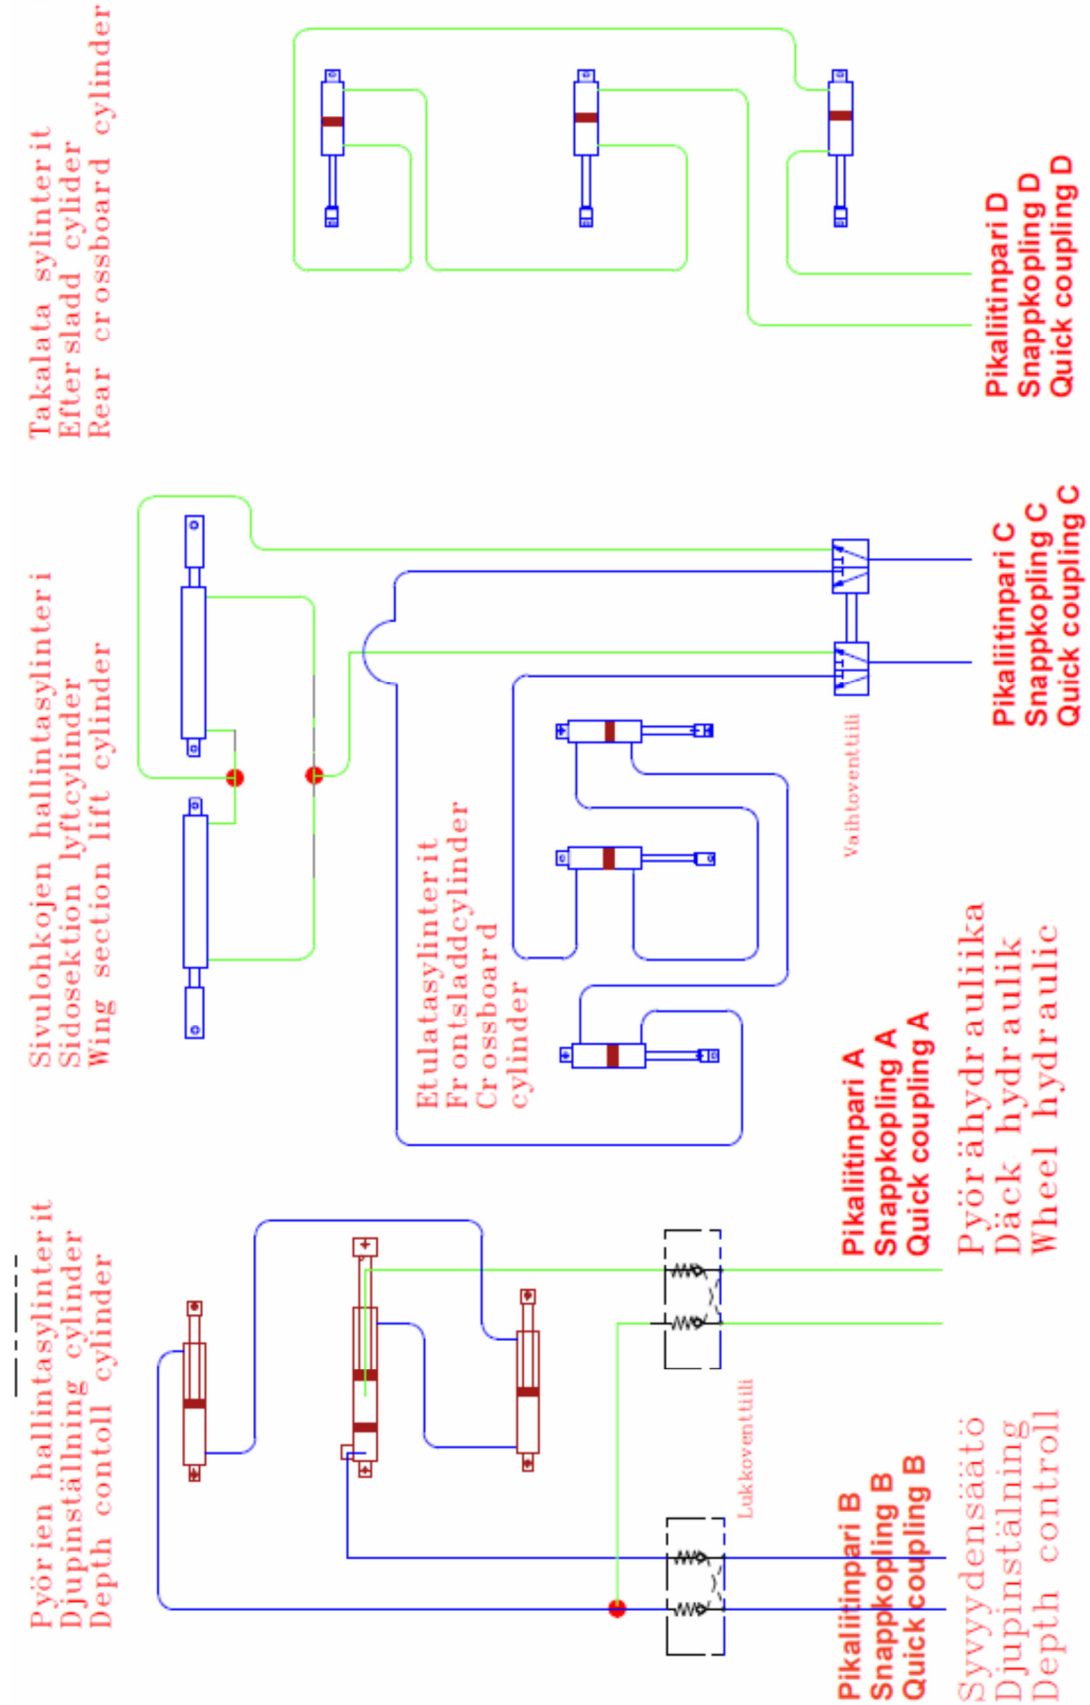 Pyörien hallintasylinterit
Djupinställning cylinder
Depth contoll cylinder
Sivulohkojen hallintasylinteri
Sidosektion lyftcylinder
Wing section lift cylinder
Takalata sylinterit
Eftersladd cylider
Rear crossboard cylinder
Etulatasylinterit
Frontsladdcylinder
Crossboard
cylinder
Lukkoventtiili
Vaihtoventtiili
Pikaliitinpari B
Snappkopling B
Quick coupling B
Syvyydensäätö
Djupinstälning
Depth controll
Pikaliitinpari A
Snappkopling A
Quick coupling A
Pyörähydrauliika
Däck hydraulik
Wheel hydraulic
Pikaliitinpari C
Snappkopling C
Quick coupling C
Pikaliitinpari D
Snappkopling D
Quick coupling D